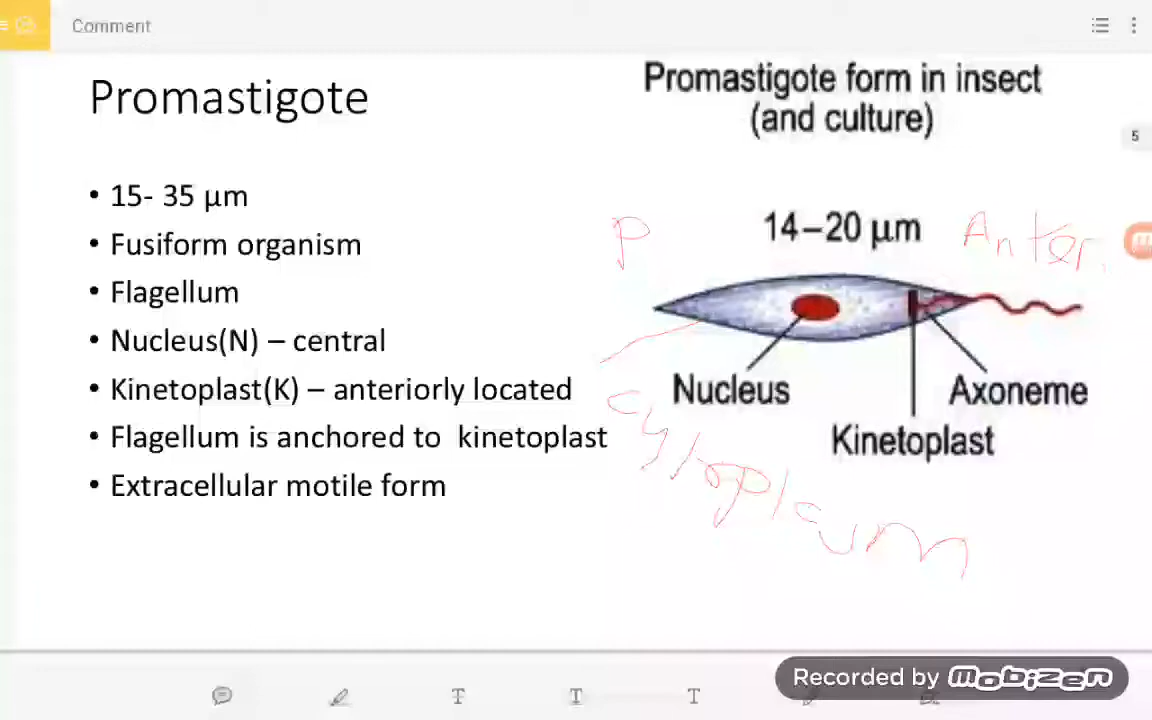 Comment
Promastigote
• 15- 35 μm
• Fusiform organism
• Flagellum
• Nucleus(N) – central
• Kinetoplast(K) – anteriorly located
• Flagellum is anchored to kinetoplast
• Extracellular motile form
Promastigote form in insect
(and culture)
5
P
14–20 μm
Anter.
Nucleus
Axoneme
Kinetoplast
cytoplasm
Recorded by mobizen